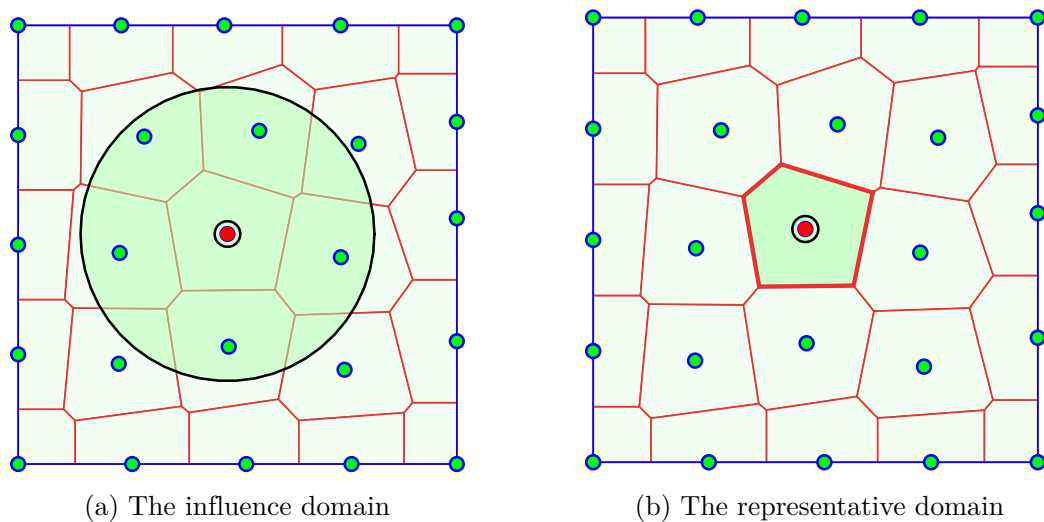 (a) The influence domain
(b) The representative domain